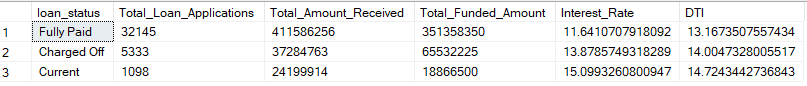 loan_status Total_Loan_Applications Total_Amount_Received Total_Funded_Amount Interest_Rate DTI
1 Fully Paid 32145 411586256 351358350 11.6410707918092 13.1673507557434
2 Charged Off 5333 37284763 65532225 13.8785749318289 14.0047328005517
3 Current 1098 24199914 18866500 15.0993260800947 14.7243442736843